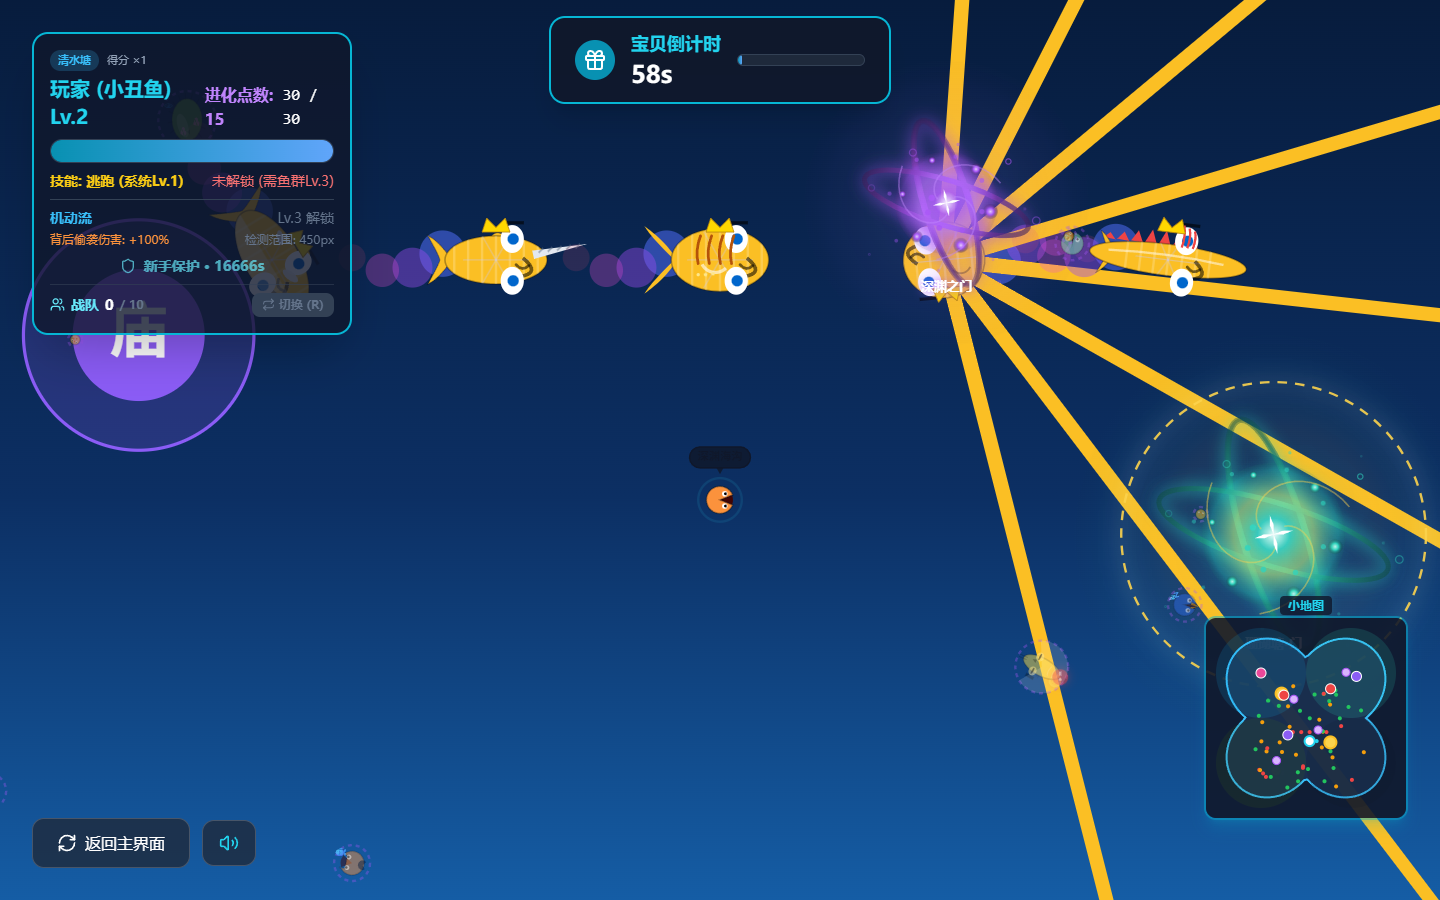 清水塘 得分 ×1
玩家 (小丑鱼) Lv.2
进化点数: 15
30 / 30
技能: 逃跑 (系统Lv.1) 未解锁 (需鱼群Lv.3)
机动流 Lv.3 解锁
背后偷袭伤害: +100% 检测范围: 450px
新手保护 • 16666s
战队 0 / 10 切换 (R)
庙
宝贝倒计时
58s
深渊之门
小地图
返回主界面